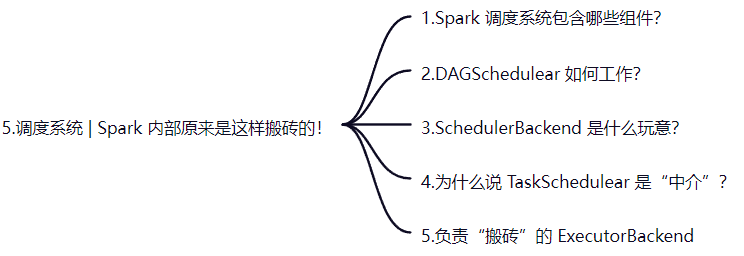 5.调度系统 | Spark 内部原来是这样搬砖的!
1.Spark 调度系统包含哪些组件?
2.DAGSchedulear 如何工作?
3.SchedulerBackend 是什么玩意?
4.为什么说 TaskSchedulear 是“中介”?
5.负责“搬砖”的 ExecutorBackend